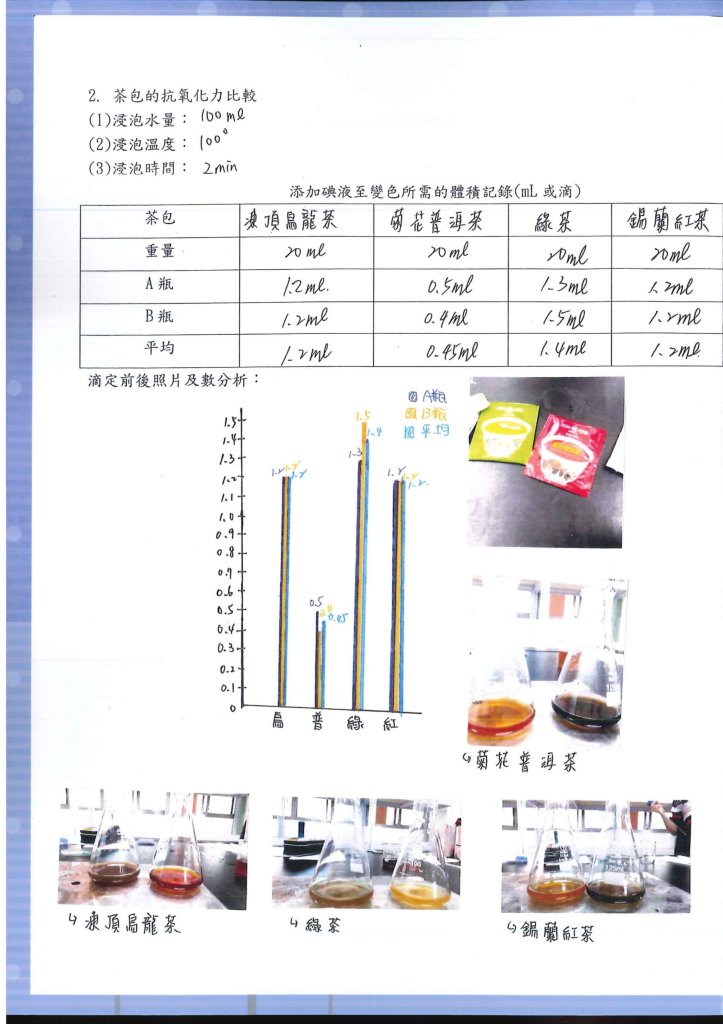 2. 茶包的抗氧化力比較
(1)浸泡水量： 100ml
(2)浸泡溫度： 100°
(3)浸泡時間： 2min
添加碘液至變色所需的體積記錄(mL 或滴)
茶包 凍頂烏龍茶 菊花普洱茶 綠茶 錫蘭紅茶
重量 20ml 20ml 20ml 20ml
A 瓶 1.2ml. 0.5ml 1.3ml 1.2ml
B 瓶 1.2ml 0.4ml 1.5ml 1.2ml
平均 1.2ml 0.45ml 1.4ml 1.2ml
滴定前後照片及數分析：
A瓶
B瓶
平均
1.5
1.4
1.3
1.2
1.1
1.0
0.9
0.8
0.7
0.6
0.5
0.4
0.3
0.2
0.1
0
1.2 1.2 1.2
0.5 0.4 0.45
1.3 1.5 1.4
1.2 1.2 1.2
烏 普 綠 紅
↳菊花普洱茶
↳凍頂烏龍茶
↳綠茶
↳錫蘭紅茶